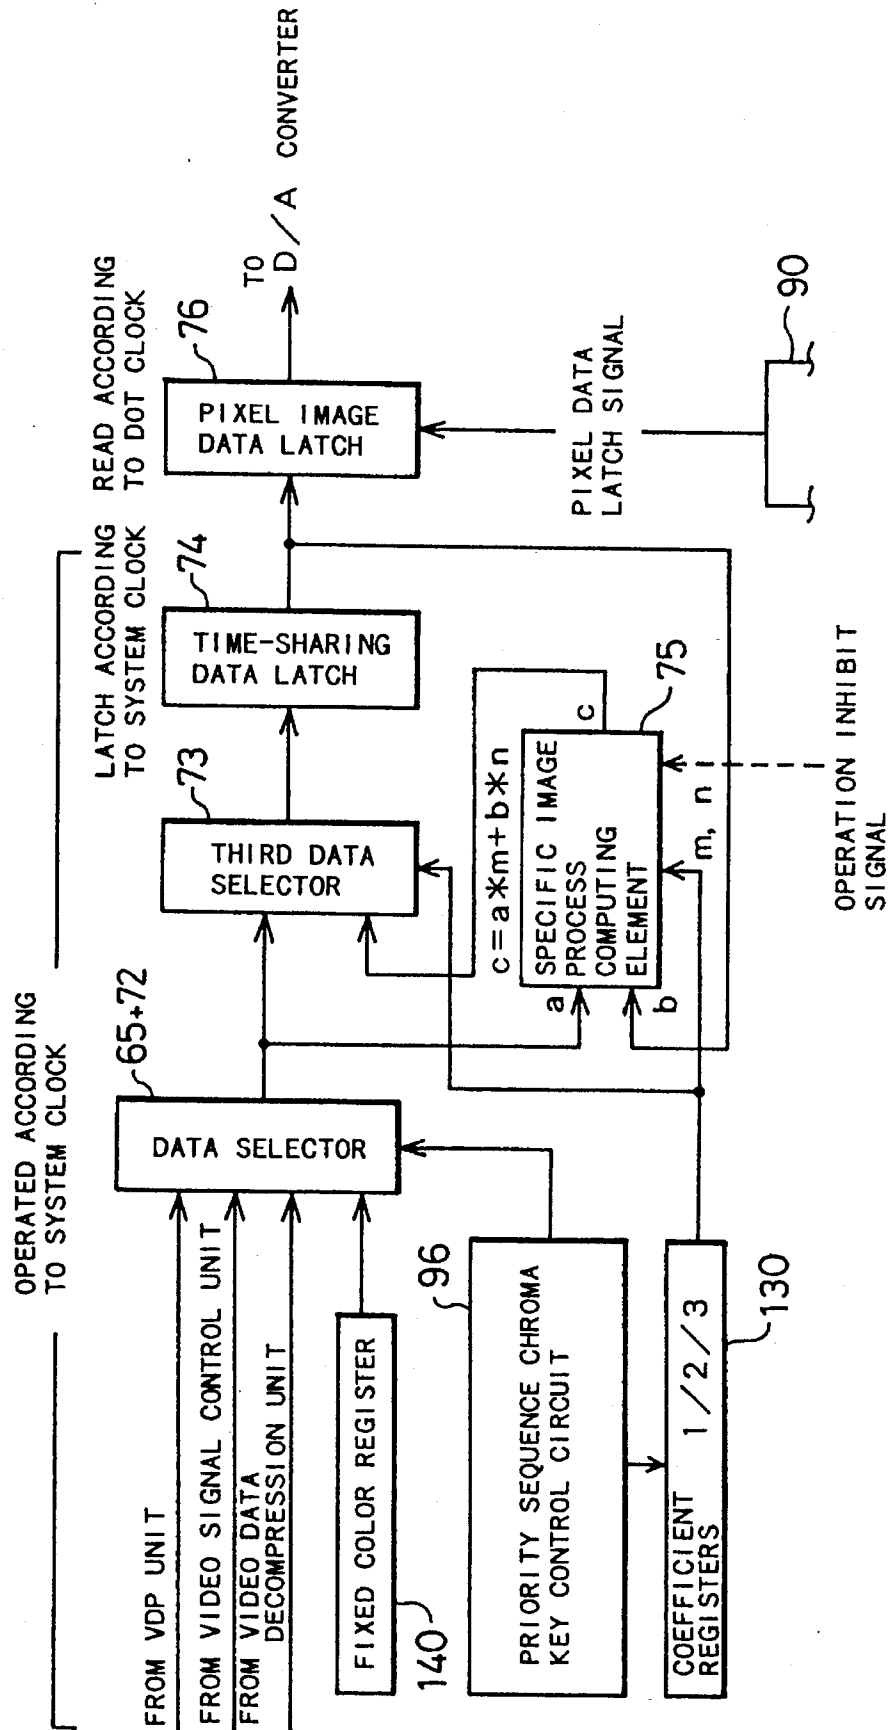 OPERATED ACCORDING
TO SYSTEM CLOCK
LATCH ACCORDING
TO SYSTEM CLOCK
READ ACCORDING
TO DOT CLOCK
FROM VDP UNIT
FROM VIDEO SIGNAL CONTROL UNIT
FROM VIDEO DATA
DECOMPRESSION UNIT
65+72
DATA SELECTOR
73
THIRD DATA
SELECTOR
74
TIME-SHARING
DATA LATCH
76
PIXEL IMAGE
DATA LATCH
TO
D/A CONVERTER
FIXED COLOR REGISTER
140
c=a*m+b*n
a
b
c
SPECIFIC IMAGE
PROCESS
COMPUTING
ELEMENT
75
m, n
PIXEL DATA
LATCH SIGNAL
90
96
PRIORITY SEQUENCE CHROMA
KEY CONTROL CIRCUIT
COEFFICIENT
REGISTERS
1/2/3
130
OPERATION INHIBIT
SIGNAL